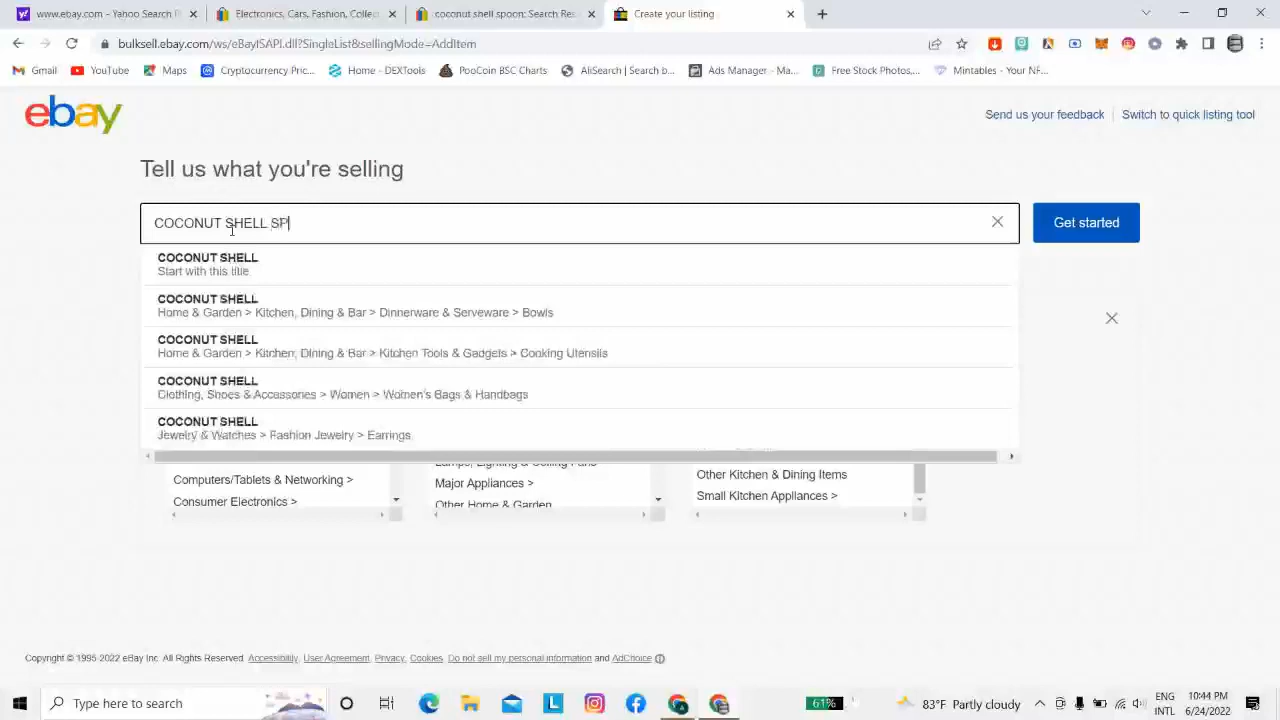 www.ebay.com - Yahoo Search P
Electronics, Cars, Fashion, Collec
coconut shell spoon: Search Res
Create your listing
bulksell.ebay.com/ws/eBayISAPI.dll?SingleList&sellingMode=AddItem
Gmail YouTube Maps Cryptocurrency Pric... Home - DEXTools PooCoin BSC Charts AliSearch | Search b... Ads Manager - Ma... Free Stock Photos,... Mintables - Your NF...
ebay
Send us your feedback Switch to quick listing tool
Tell us what you're selling
COCONUT SHELL SP
Get started
COCONUT SHELL
Start with this title
COCONUT SHELL
Home & Garden > Kitchen, Dining & Bar > Dinnerware & Serveware > Bowls
COCONUT SHELL
Home & Garden > Kitchen, Dining & Bar > Kitchen Tools & Gadgets > Cooking Utensils
COCONUT SHELL
Clothing, Shoes & Accessories > Women > Women's Bags & Handbags
COCONUT SHELL
Jewelry & Watches > Fashion Jewelry > Earrings
Computers/Tablets & Networking >
Consumer Electronics >
Lamps, Lighting & Ceiling Fans
Major Appliances >
Other Home & Garden
Other Kitchen & Dining Items
Small Kitchen Appliances >
Copyright © 1995-2022 eBay Inc. All Rights Reserved. Accessibility, User Agreement, Privacy, Cookies, Do not sell my personal information and AdChoice
Type here to search
61%
83°F Partly cloudy
ENG
INTL
10:44 PM
6/24/2022